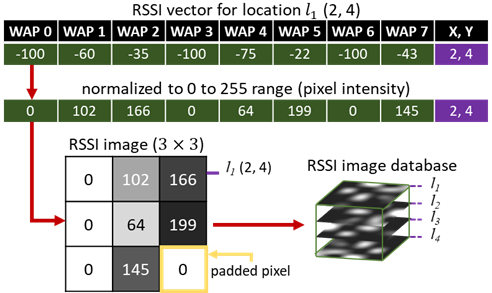 RSSI vector for location l₁ (2, 4)
WAP 0 WAP 1 WAP 2 WAP 3 WAP 4 WAP 5 WAP 6 WAP 7 X, Y
-100 -60 -35 -100 -75 -22 -100 -43 2, 4
normalized to 0 to 255 range (pixel intensity)
0 102 166 0 64 199 0 145 2, 4
RSSI image (3 × 3)
0 102 166
l₁ (2, 4)
0 64 199
0 145 0
padded pixel
RSSI image database
l₁
l₂
l₃
l₄